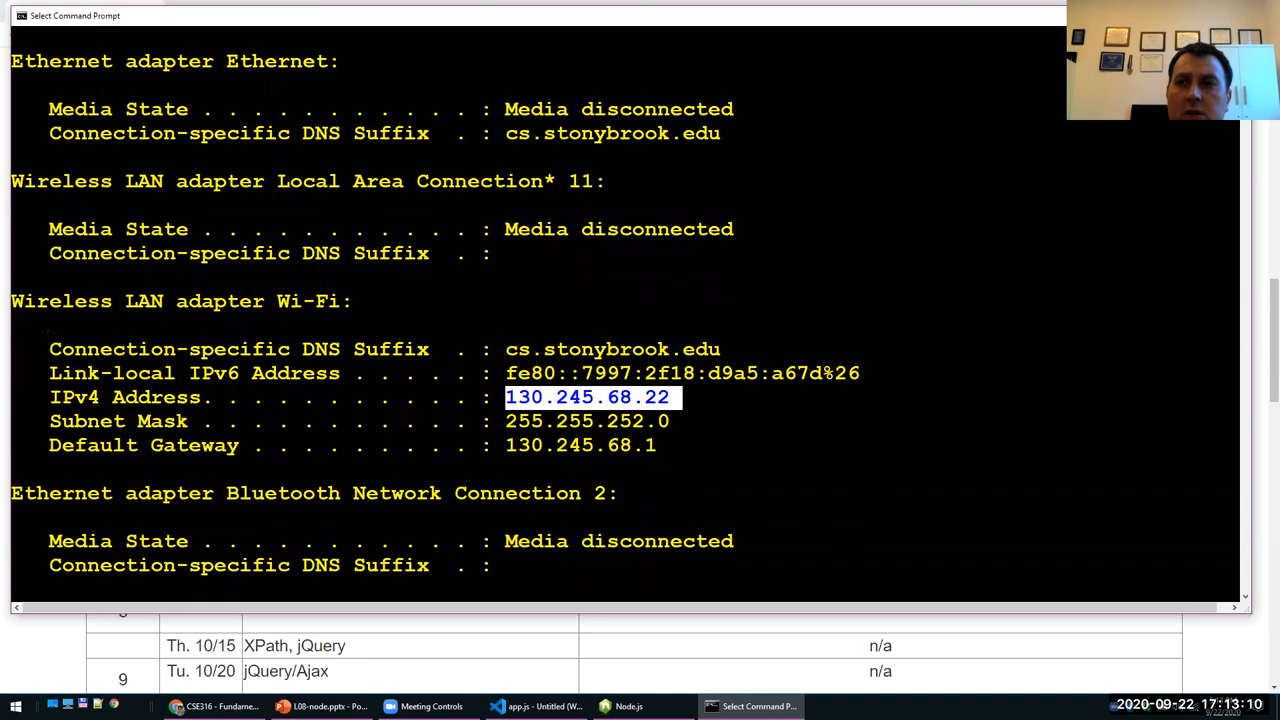 Select Command Prompt
Ethernet adapter Ethernet:
Media State . . . . . . . . . . . : Media disconnected
Connection-specific DNS Suffix  . : cs.stonybrook.edu
Wireless LAN adapter Local Area Connection* 11:
Media State . . . . . . . . . . . : Media disconnected
Connection-specific DNS Suffix  . :
Wireless LAN adapter Wi-Fi:
Connection-specific DNS Suffix  . : cs.stonybrook.edu
Link-local IPv6 Address . . . . . : fe80::7997:2f18:d9a5:a67d%26
IPv4 Address. . . . . . . . . . . : 130.245.68.22
Subnet Mask . . . . . . . . . . . : 255.255.252.0
Default Gateway . . . . . . . . . : 130.245.68.1
Ethernet adapter Bluetooth Network Connection 2:
Media State . . . . . . . . . . . : Media disconnected
Connection-specific DNS Suffix  . :
Th. 10/15 XPath, jQuery n/a
9 Tu. 10/20 jQuery/Ajax n/a
CSE316 - Fundame... L08-node.pptx - Po... Meeting Controls app.js - Untitled (W... Node.js Select Command P... 2020-09-22 17:13:10